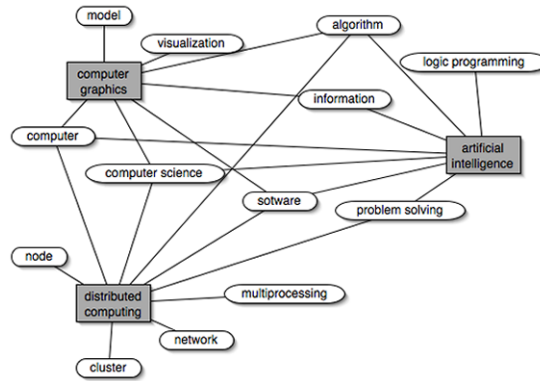 model
algorithm
visualization
logic programming
computer
graphics
information
computer
artificial
intelligence
computer science
sotware
problem solving
node
distributed
computing
multiprocessing
network
cluster